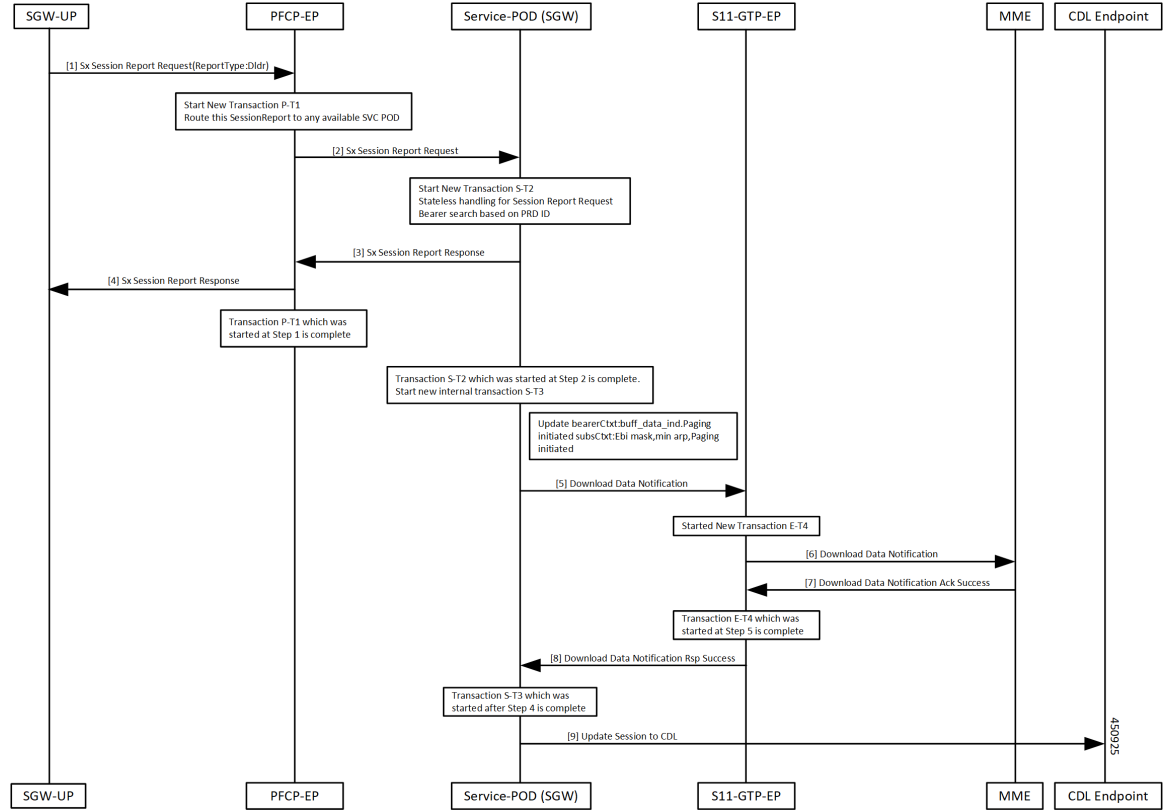 SGW-UP
PFCP-EP
Service-POD (SGW)
S11-GTP-EP
MME
CDL Endpoint
[1] Sx Session Report Request(ReportType:Dldr)
Start New Transaction P-T1
Route this SessionReport to any available SVC POD
[2] Sx Session Report Request
Start New Transaction S-T2
Stateless handling for Session Report Request
Bearer search based on PRD ID
[3] Sx Session Report Response
[4] Sx Session Report Response
Transaction P-T1 which was
started at Step 1 is complete
Transaction S-T2 which was started at Step 2 is complete.
Start new internal transaction S-T3
Update bearerCtxt:buff_data_ind.Paging
initiated subsCtxt:Ebi mask,min arp,Paging
initiated
[5] Download Data Notification
Started New Transaction E-T4
[6] Download Data Notification
[7] Download Data Notification Ack Success
Transaction E-T4 which was
started at Step 5 is complete
[8] Download Data Notification Rsp Success
Transaction S-T3 which was
started after Step 4 is complete
[9] Update Session to CDL
450925
SGW-UP
PFCP-EP
Service-POD (SGW)
S11-GTP-EP
MME
CDL Endpoint